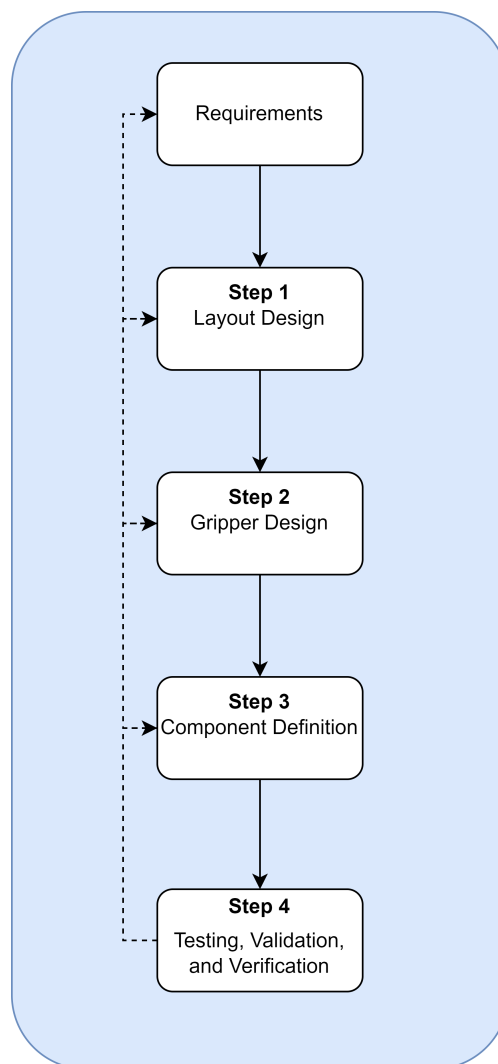 Requirements
Step 1
Layout Design
Step 2
Gripper Design
Step 3
Component Definition
Step 4
Testing, Validation,
and Verification